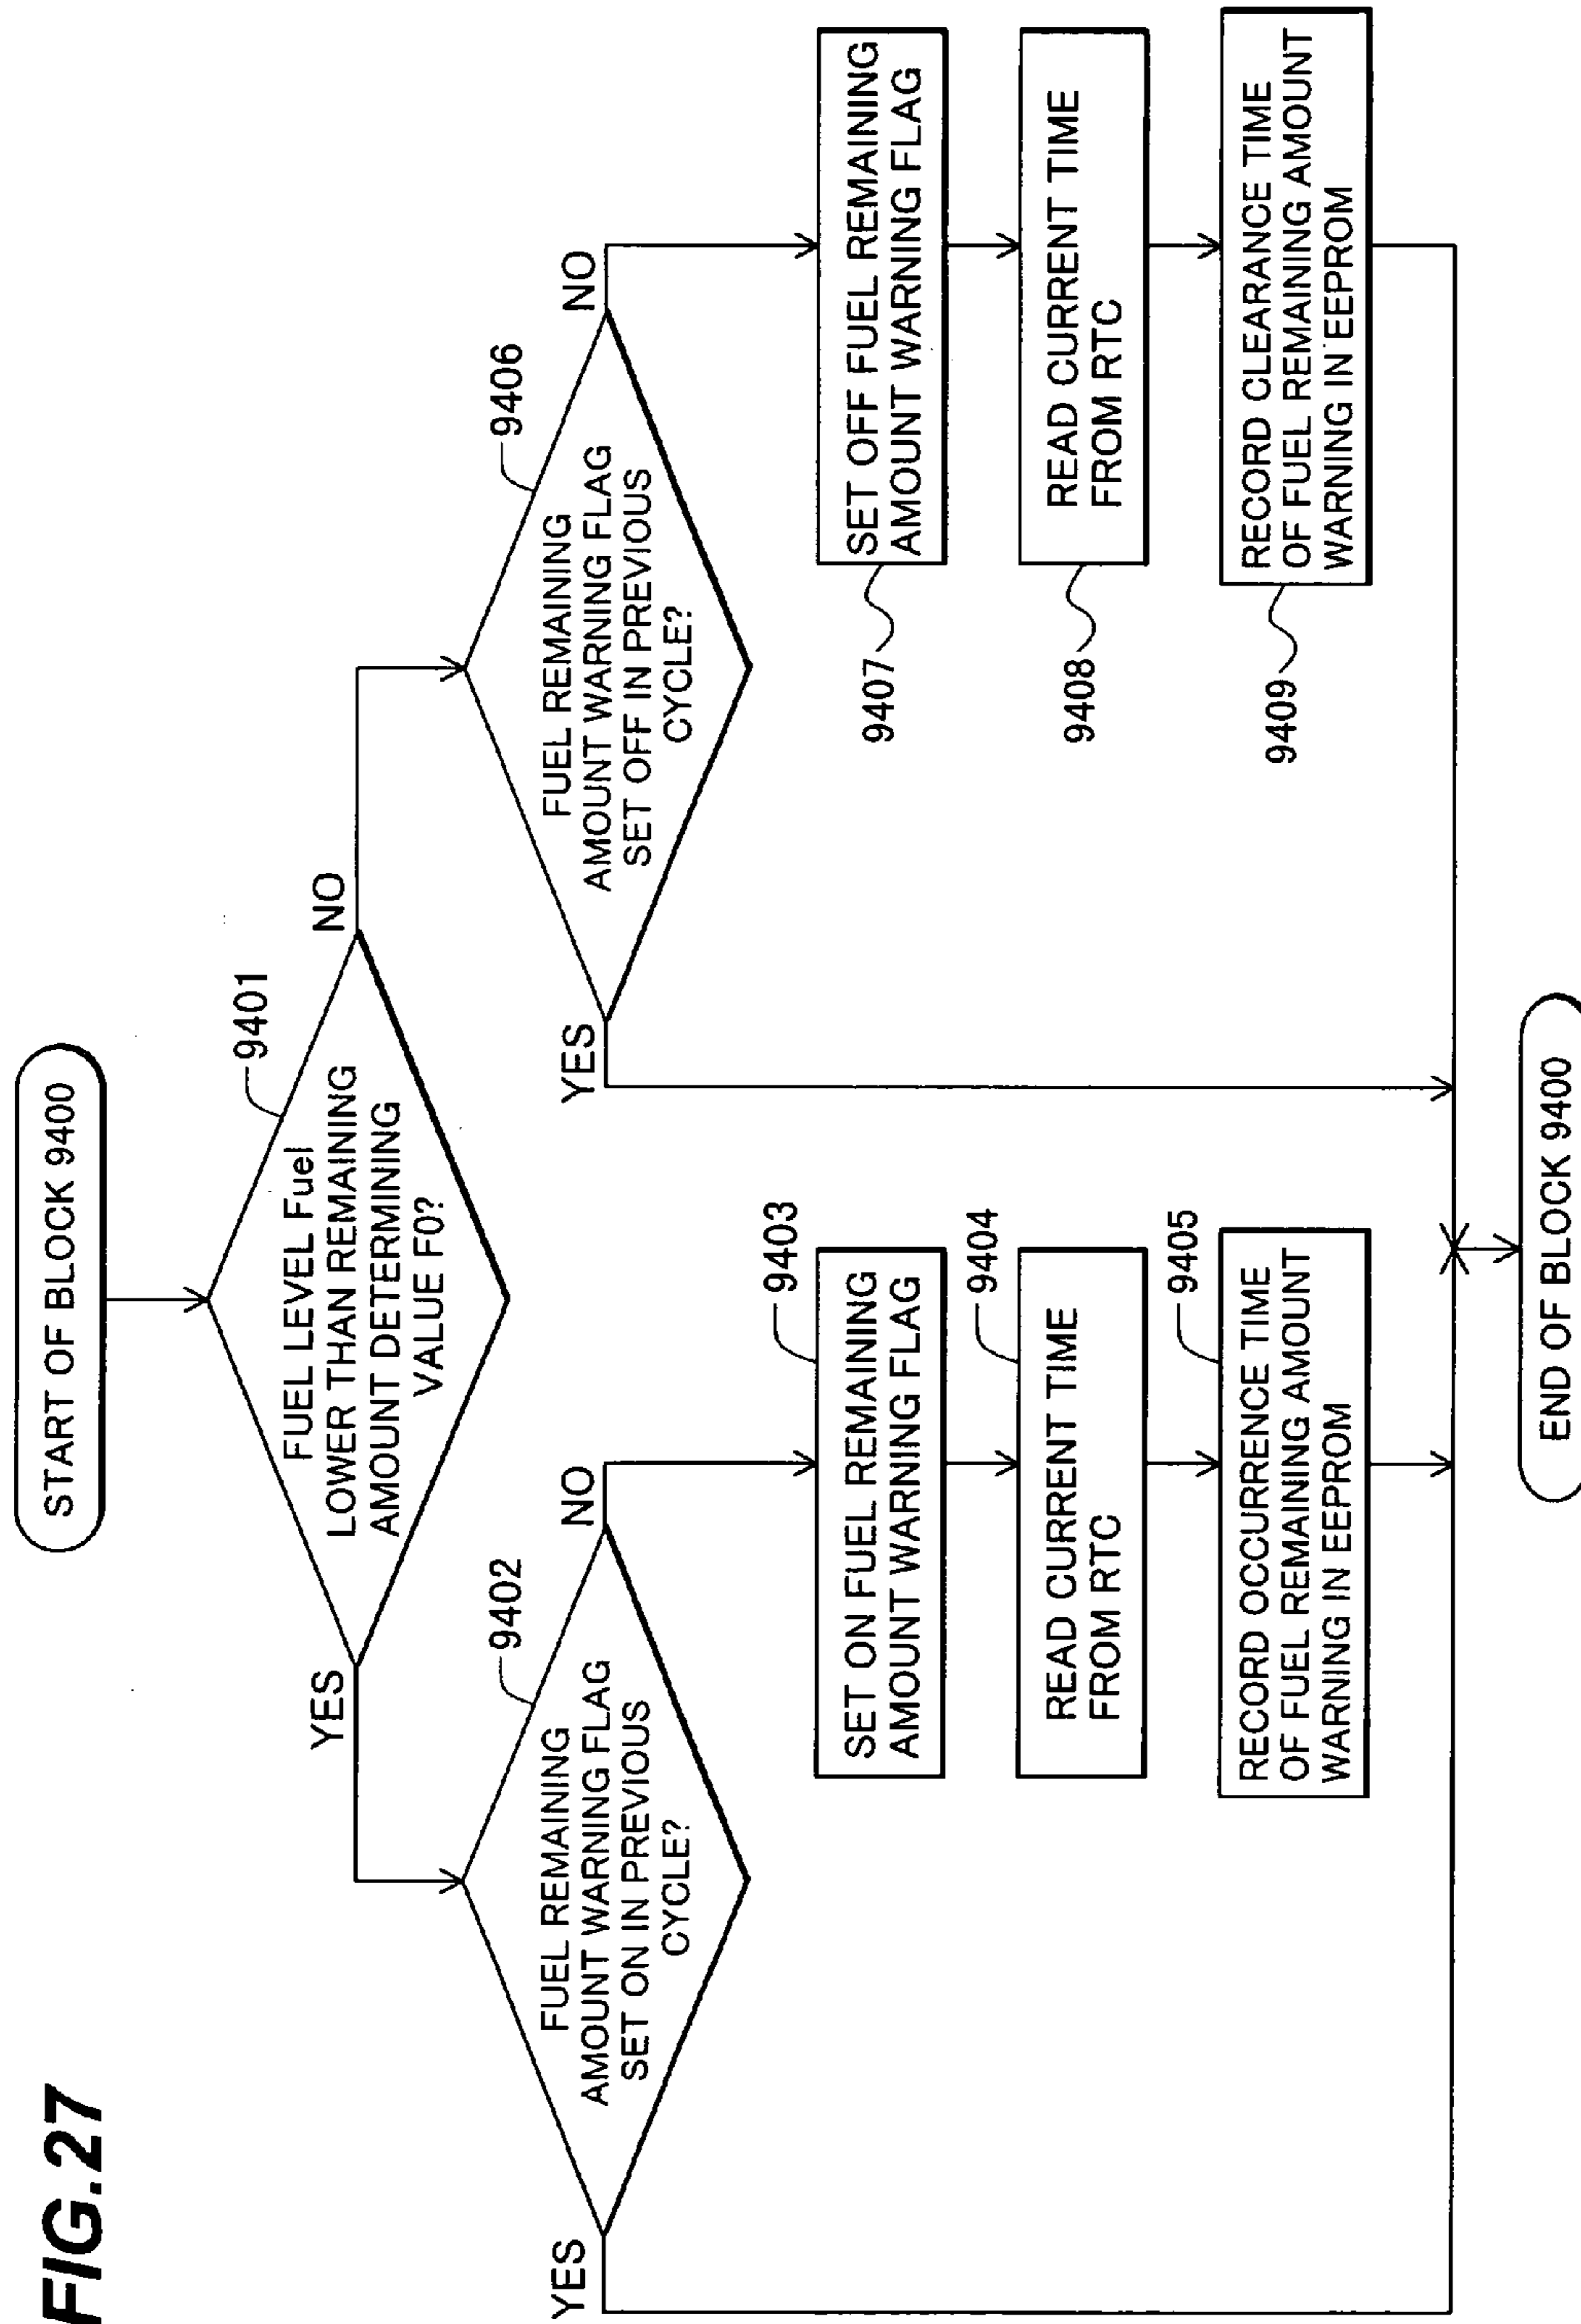 FIG.27
START OF BLOCK 9400
9401
FUEL LEVEL Fuel
LOWER THAN REMAINING
AMOUNT DETERMINING
VALUE F0?
YES
NO
9402
FUEL REMAINING
AMOUNT WARNING FLAG
SET ON IN PREVIOUS
CYCLE?
YES
NO
9403
SET ON FUEL REMAINING
AMOUNT WARNING FLAG
9404
READ CURRENT TIME
FROM RTC
9405
RECORD OCCURRENCE TIME
OF FUEL REMAINING AMOUNT
WARNING IN EEPROM
9406
FUEL REMAINING
AMOUNT WARNING FLAG
SET OFF IN PREVIOUS
CYCLE?
YES
NO
9407
SET OFF FUEL REMAINING
AMOUNT WARNING FLAG
9408
READ CURRENT TIME
FROM RTC
9409
RECORD CLEARANCE TIME
OF FUEL REMAINING AMOUNT
WARNING IN EEPROM
END OF BLOCK 9400